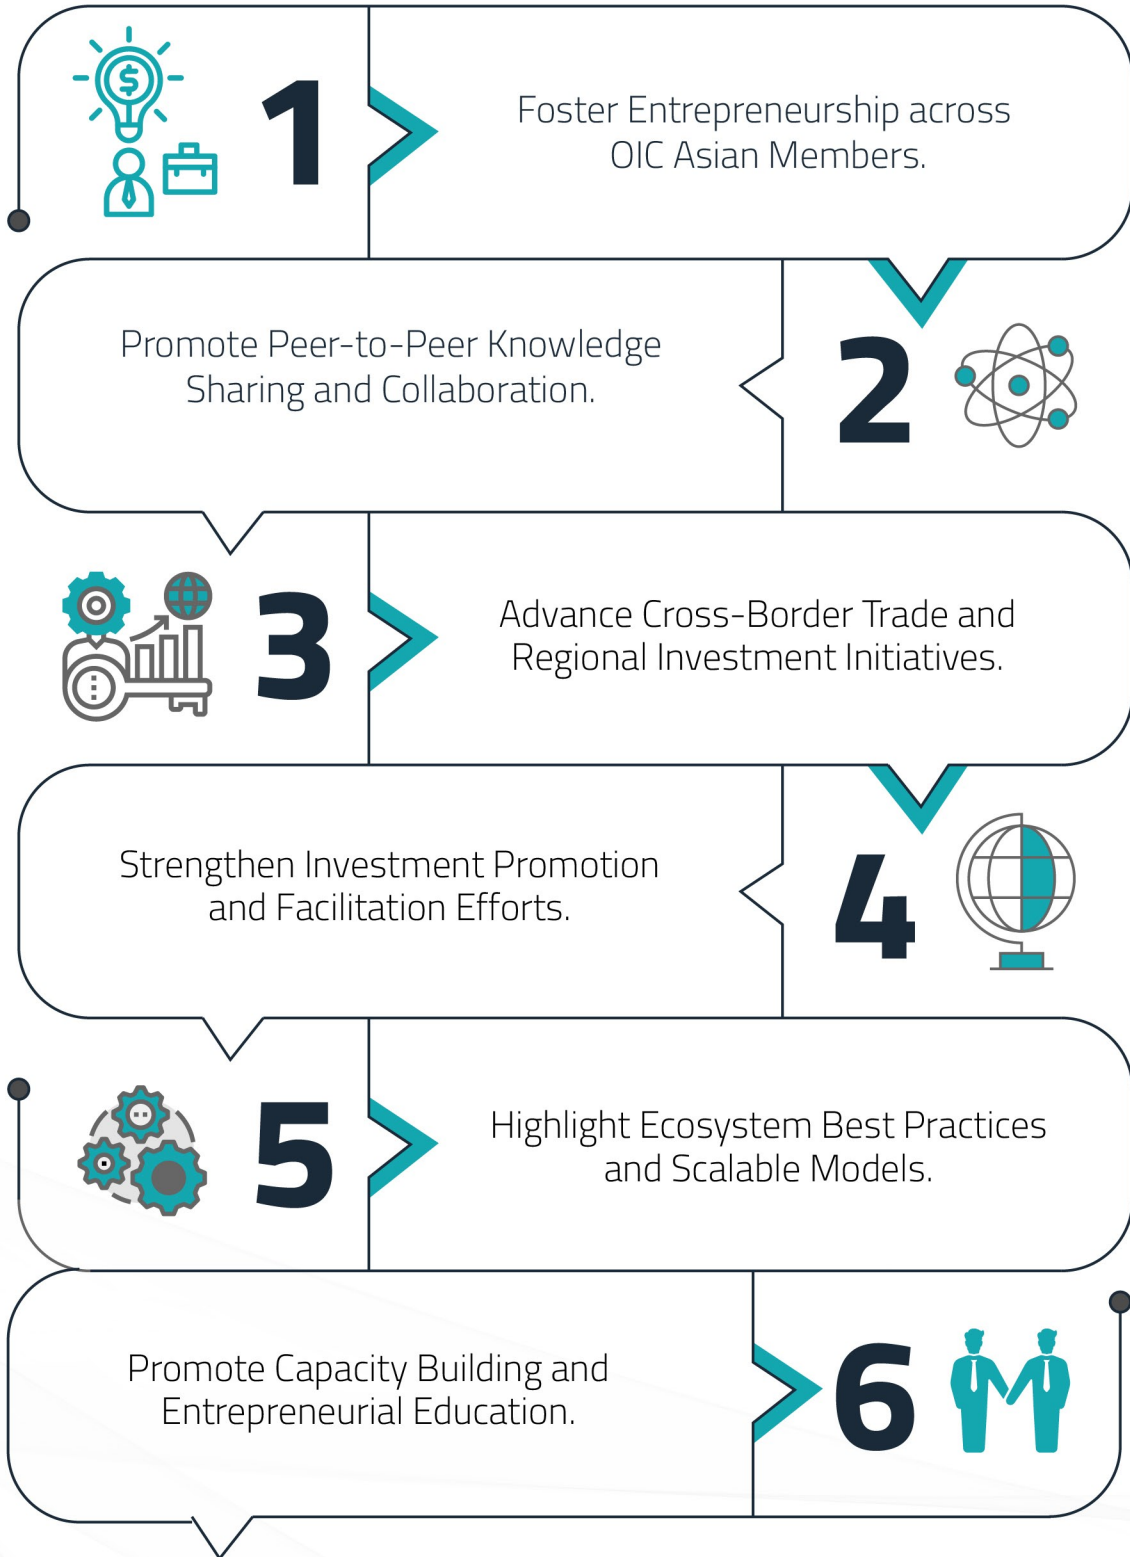 1
Foster Entrepreneurship across
OIC Asian Members.
Promote Peer-to-Peer Knowledge
Sharing and Collaboration.
2
3
Advance Cross-Border Trade and
Regional Investment Initiatives.
Strengthen Investment Promotion
and Facilitation Efforts.
4
5
Highlight Ecosystem Best Practices
and Scalable Models.
Promote Capacity Building and
Entrepreneurial Education.
6